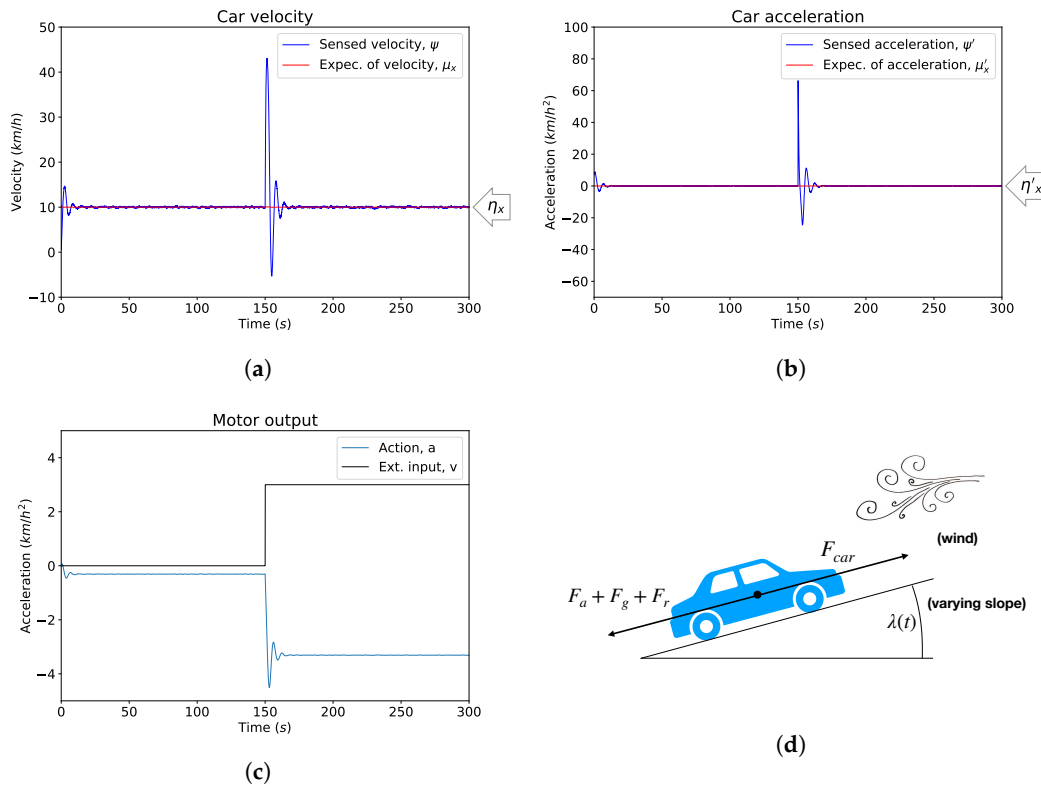 Car velocity
50
40
30
20
10
0
−10
Velocity (km/h)
Sensed velocity, ψ
Expec. of velocity, μₓ
ηₓ
0 50 100 150 200 250 300
Time (s)
(a)
Car acceleration
100
80
60
40
20
0
−20
−40
−60
Acceleration (km/h²)
Sensed acceleration, ψ′
Expec. of acceleration, μ′ₓ
η′ₓ
0 50 100 150 200 250 300
Time (s)
(b)
Motor output
4
2
0
−2
−4
Acceleration (km/h²)
Action, a
Ext. input, v
0 50 100 150 200 250 300
Time (s)
(c)
(wind)
F_car
F_a + F_g + F_r
(varying slope)
λ(t)
(d)